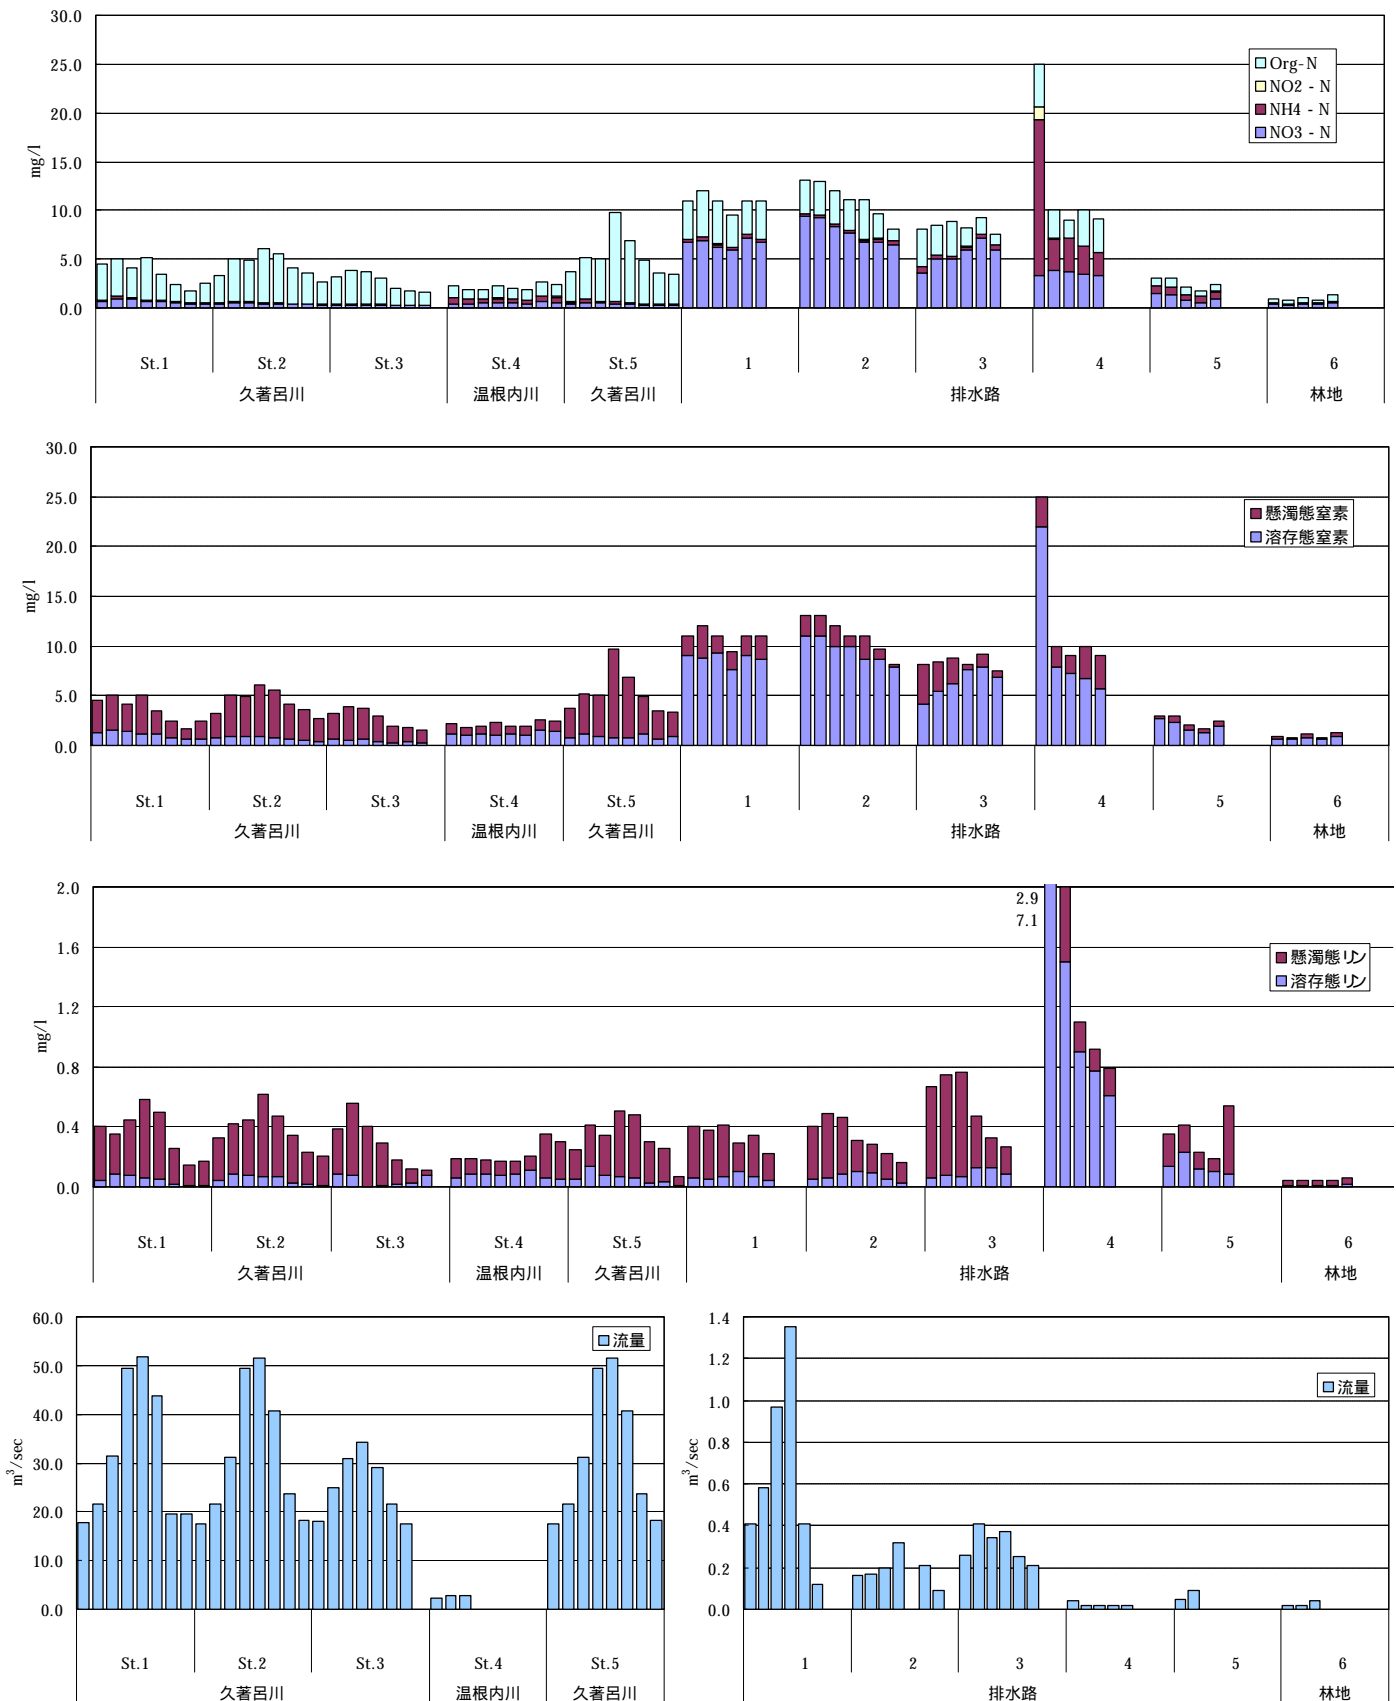 30.0
25.0
20.0
15.0
10.0
5.0
0.0
mg/l
Org-N
NO2 - N
NH4 - N
NO3 - N
St.1 St.2 St.3 St.4 St.5 1 2 3 4 5 6
久著呂川 温根内川 久著呂川 排水路 林地
30.0
25.0
20.0
15.0
10.0
5.0
0.0
mg/l
懸濁態窒素
溶存態窒素
St.1 St.2 St.3 St.4 St.5 1 2 3 4 5 6
久著呂川 温根内川 久著呂川 排水路 林地
2.0
1.6
1.2
0.8
0.4
0.0
mg/l
2.9
7.1
懸濁態リン
溶存態リン
St.1 St.2 St.3 St.4 St.5 1 2 3 4 5 6
久著呂川 温根内川 久著呂川 排水路 林地
60.0
50.0
40.0
30.0
20.0
10.0
0.0
m³/sec
流量
St.1 St.2 St.3 St.4 St.5
久著呂川 温根内川 久著呂川
1.4
1.2
1.0
0.8
0.6
0.4
0.2
0.0
m³/sec
流量
1 2 3 4 5 6
排水路 林地